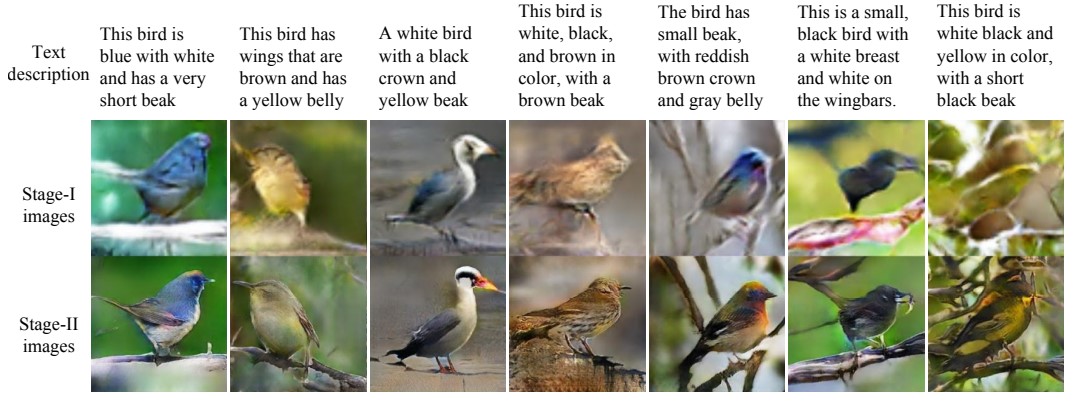 Text
description
This bird is
blue with white
and has a very
short beak
This bird has
wings that are
brown and has
a yellow belly
A white bird
with a black
crown and
yellow beak
This bird is
white, black,
and brown in
color, with a
brown beak
The bird has
small beak,
with reddish
brown crown
and gray belly
This is a small,
black bird with
a white breast
and white on
the wingbars.
This bird is
white black and
yellow in color,
with a short
black beak
Stage-I
images
Stage-II
images